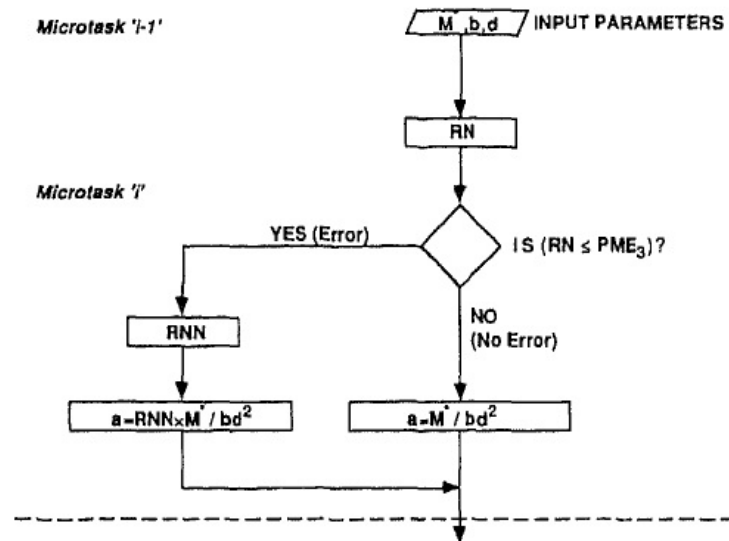 Microtask 'i-1'
M*,b,d INPUT PARAMETERS
RN
Microtask 'i'
YES (Error)
IS (RN ≤ PME₃)?
NO
(No Error)
RNN
a=RNN×M*/bd²
a=M*/bd²